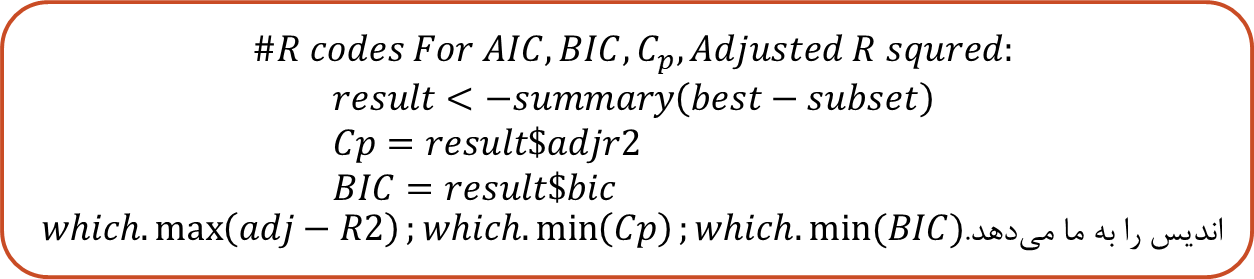 #R codes For AIC, BIC, Cₚ, Adjusted R squred:
result < −summary(best − subset)
Cp = result$adjr2
BIC = result$bic
which. max(adj − R2) ; which. min(Cp) ; which. min(BIC).اندیس را به ما می‌دهد